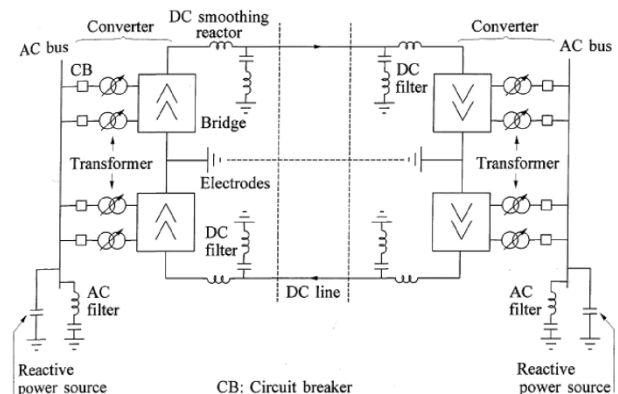 DC smoothing
reactor
Converter
AC bus
CB
Bridge
Transformer
Electrodes
DC
filter
Converter
AC bus
DC
filter
Transformer
DC line
AC
filter
Reactive
power source
AC
filter
Reactive
power source
CB: Circuit breaker